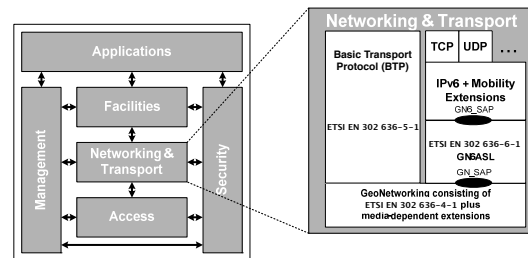 Applications
Management
Facilities
Networking &
Transport
Access
Security
Networking & Transport
Basic Transport
Protocol (BTP)
ETSI EN 302 636-5-1
TCP
UDP
...
IPv6 + Mobility
Extensions
GN6_SAP
ETSI EN 302 636-6-1
GN6ASL
GN_SAP
GeoNetworking consisting of
ETSI EN 302 636-4-1 plus
media-dependent extensions